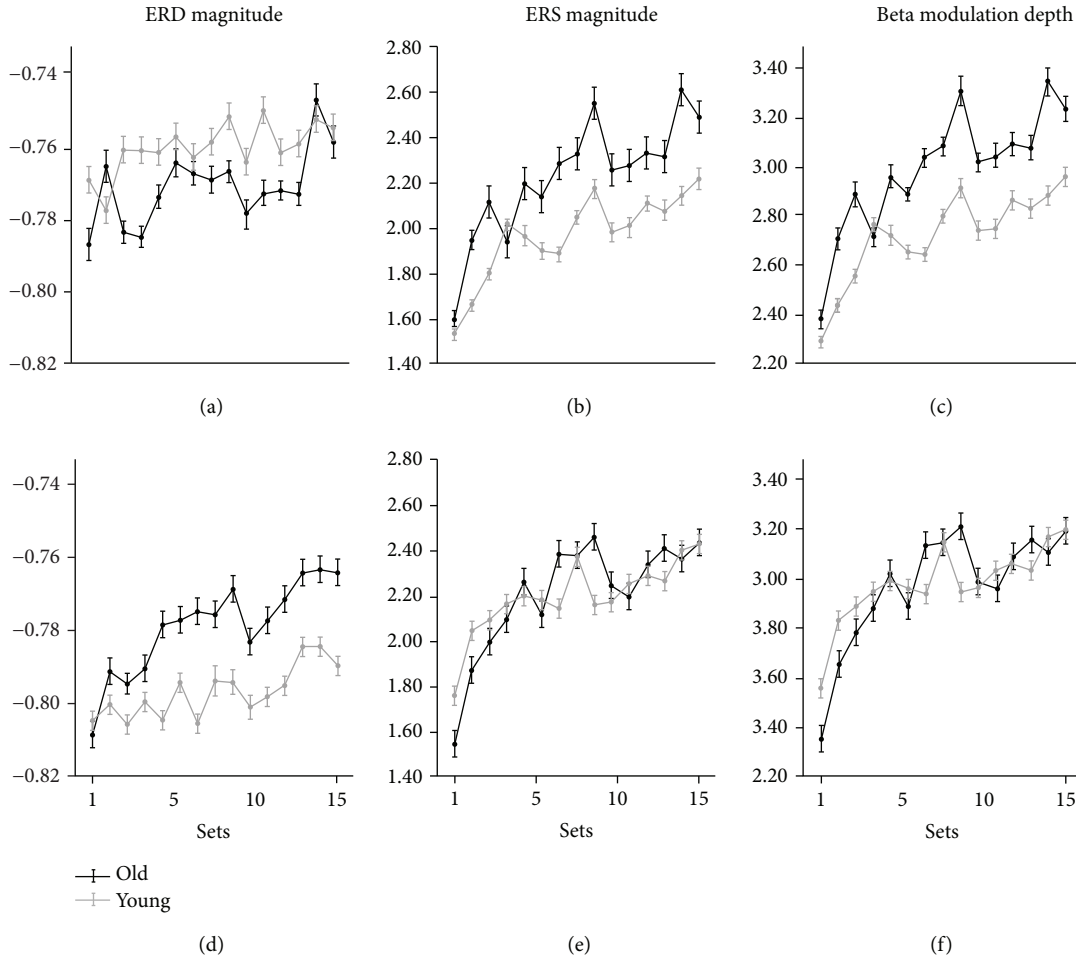 ERD magnitude
ERS magnitude
Beta modulation depth
−0.74
−0.76
−0.78
−0.80
−0.82
(a)
2.80
2.60
2.40
2.20
2.00
1.80
1.60
1.40
(b)
3.40
3.20
3.00
2.80
2.60
2.40
2.20
(c)
−0.74
−0.76
−0.78
−0.80
−0.82
1 5 10 15
Sets
Old
Young
(d)
2.80
2.60
2.40
2.20
2.00
1.80
1.60
1.40
1 5 10 15
Sets
(e)
3.40
3.20
3.00
3.80
3.60
3.40
2.20
1 5 10 15
Sets
(f)